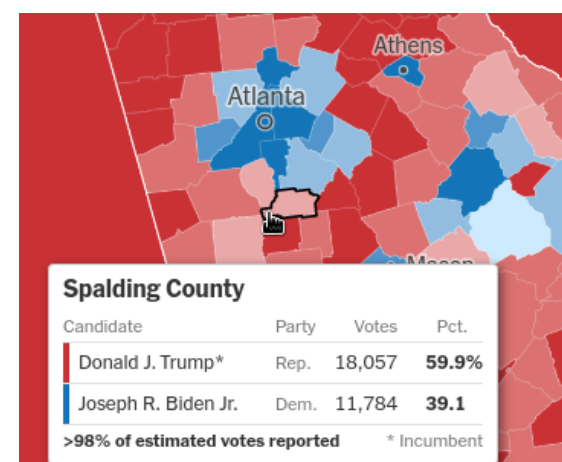 Athens
Atlanta
Macon
Spalding County
Candidate Party Votes Pct.
Donald J. Trump* Rep. 18,057 59.9%
Joseph R. Biden Jr. Dem. 11,784 39.1
>98% of estimated votes reported * Incumbent